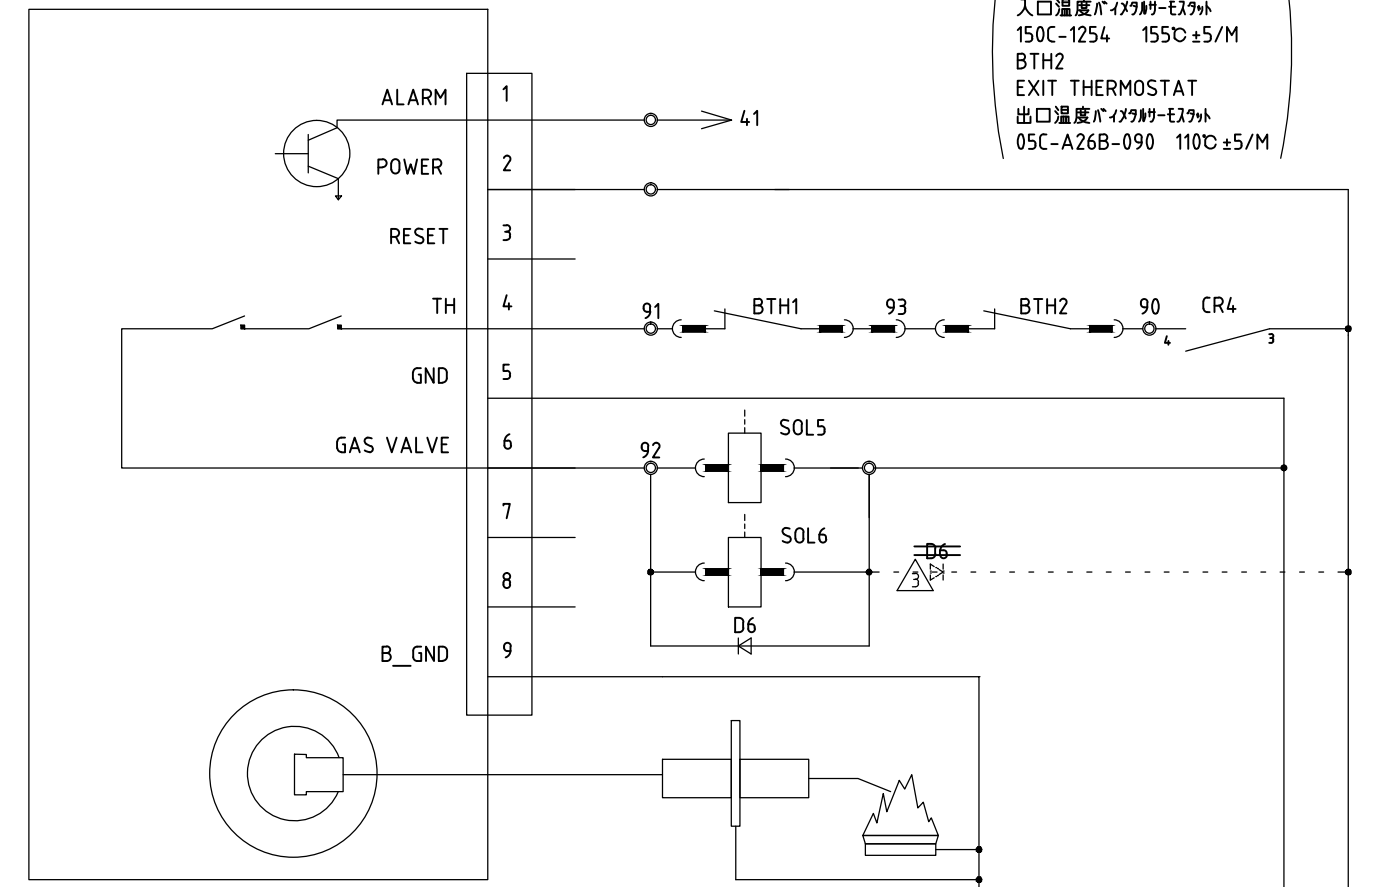 入口温度バイメタルサーモスタット
150C-1254 155℃±5/M
BTH2
EXIT THERMOSTAT
出口温度バイメタルサーモスタット
05C-A26B-090 110℃±5/M
ALARM 1
41
POWER 2
RESET 3
TH 4
91 BTH1 93 BTH2 90 CR4
4 3
GND 5
GAS VALVE 6
92 SOL5
7
SOL6
8
D6
3
D6
B_GND 9